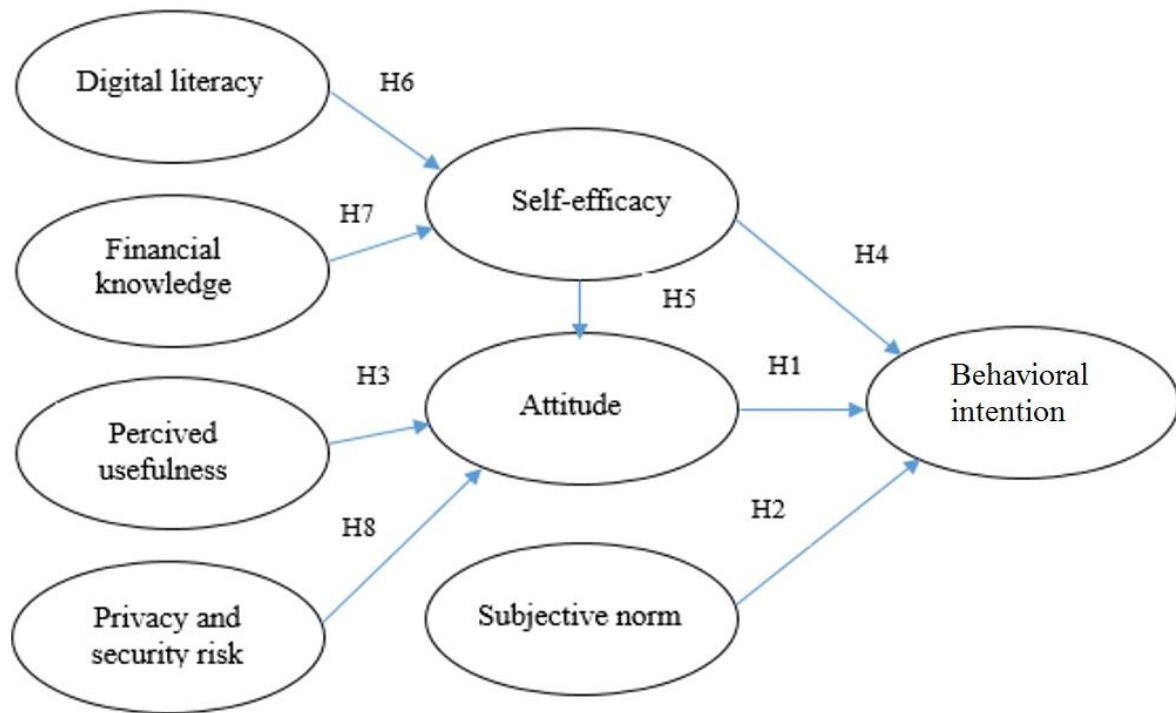 Digital literacy
H6
Self-efficacy
H7
Financial
knowledge
H4
H5
H3
H1
Attitude
Behavioral
intention
Percived
usefulness
H8
H2
Privacy and
security risk
Subjective norm